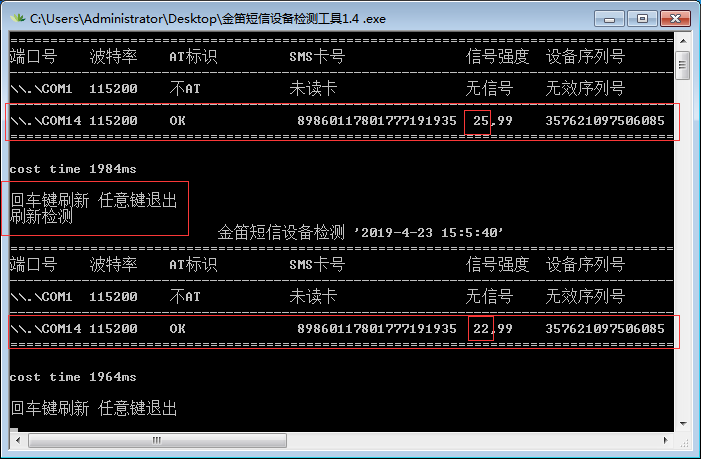 C:\Users\Administrator\Desktop\金笛短信设备检测工具1.4 .exe
端口号 波特率 AT标识 SMS卡号 信号强度 设备序列号
\\.\COM1 115200 不AT 未读卡 无信号 无效序列号
\\.\COM14 115200 OK 89860117801777191935 25,99 357621097506085
cost time 1984ms
回车键刷新 任意键退出
刷新检测
金笛短信设备检测 '2019-4-23 15:5:40'
端口号 波特率 AT标识 SMS卡号 信号强度 设备序列号
\\.\COM1 115200 不AT 未读卡 无信号 无效序列号
\\.\COM14 115200 OK 89860117801777191935 22,99 357621097506085
cost time 1964ms
回车键刷新 任意键退出